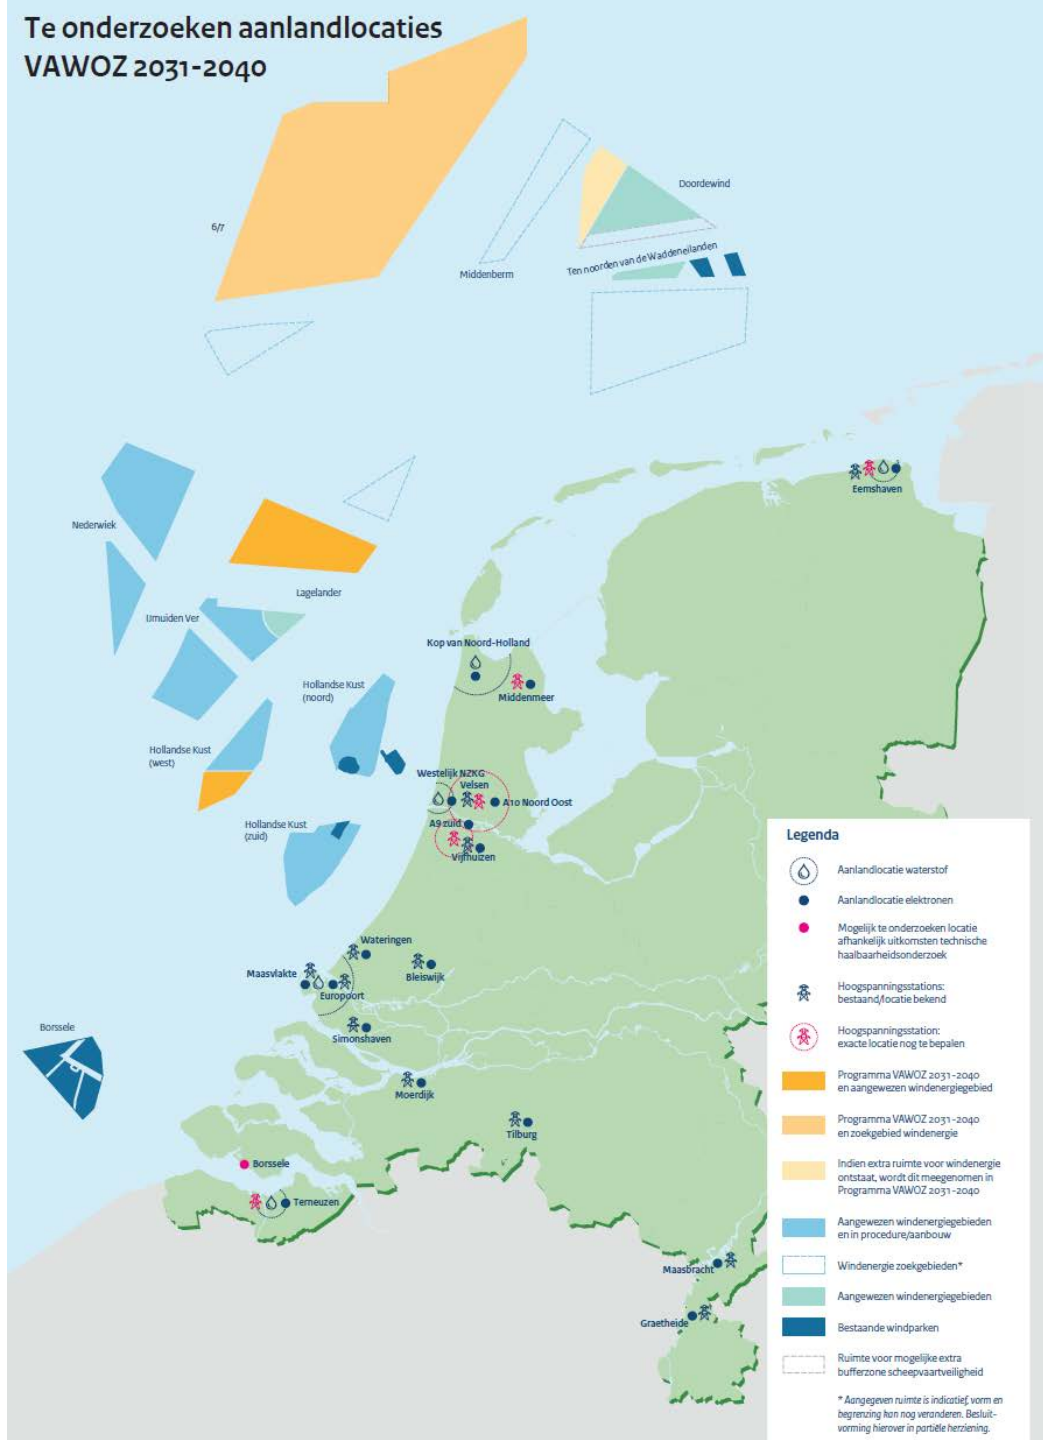 Te onderzoeken aanlandlocaties
VAWOZ 2031-2040
Doordewind
6/7
Ten noorden van de Waddeneilanden
Middenberm
Eemshaven
Nederwiek
Lagelander
IJmuiden Ver
Kop van Noord-Holland
Hollandse Kust
(noord)
Middenmeer
Hollandse Kust
(west)
Westelijk NZKG
Velsen
A10 Noord Oost
Hollandse Kust
(zuid)
A9 zuid
Vijfhuizen
Wateringen
Maasvlakte
Bleiswijk
Europoort
Borssele
Simonshaven
Moerdijk
Tilburg
Borssele
Terneuzen
Maasbracht
Graetheide
Legenda
Aanlandlocatie waterstof
Aanlandlocatie elektronen
Mogelijk te onderzoeken locatie
afhankelijk uitkomsten technische
haalbaarheidsonderzoek
Hoogspanningsstations:
bestaand/locatie bekend
Hoogspanningsstation:
exacte locatie nog te bepalen
Programma VAWOZ 2031-2040
en aangewezen windenergiegebied
Programma VAWOZ 2031-2040
en zoekgebied windenergie
Indien extra ruimte voor windenergie
ontstaat, wordt dit meegenomen in
Programma VAWOZ 2031-2040
Aangewezen windenergiegebieden
en in procedure/aanbouw
Windenergie zoekgebieden*
Aangewezen windenergiegebieden
Bestaande windparken
Ruimte voor mogelijke extra
bufferzone scheepvaartveiligheid
* Aangegeven ruimte is indicatief, vorm en
begrenzing kan nog veranderen. Besluit-
vorming hierover in partiële herziening.